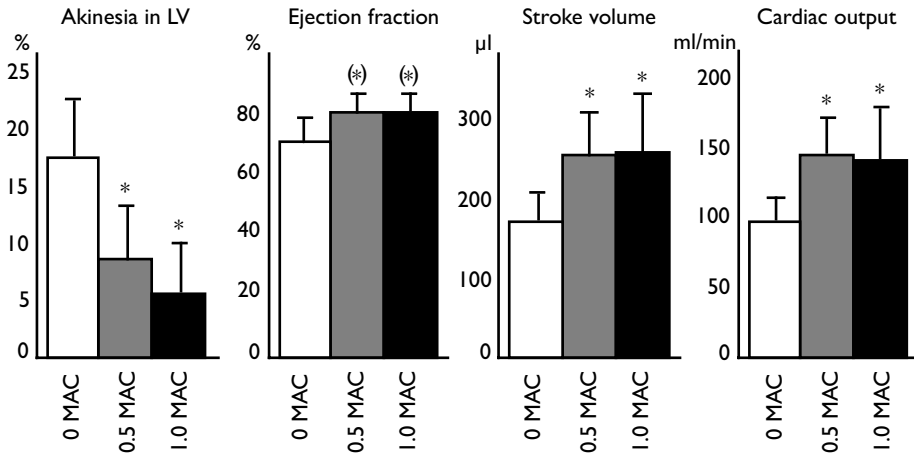 Akinesia in LV
%
25
20
15
10
5
0
*
*
0 MAC
0.5 MAC
1.0 MAC
Ejection fraction
%
80
60
40
20
0
(*)
(*)
0 MAC
0.5 MAC
1.0 MAC
Stroke volume
µl
300
200
100
0
*
*
0 MAC
0.5 MAC
1.0 MAC
Cardiac output
ml/min
200
150
100
50
0
*
*
0 MAC
0.5 MAC
1.0 MAC